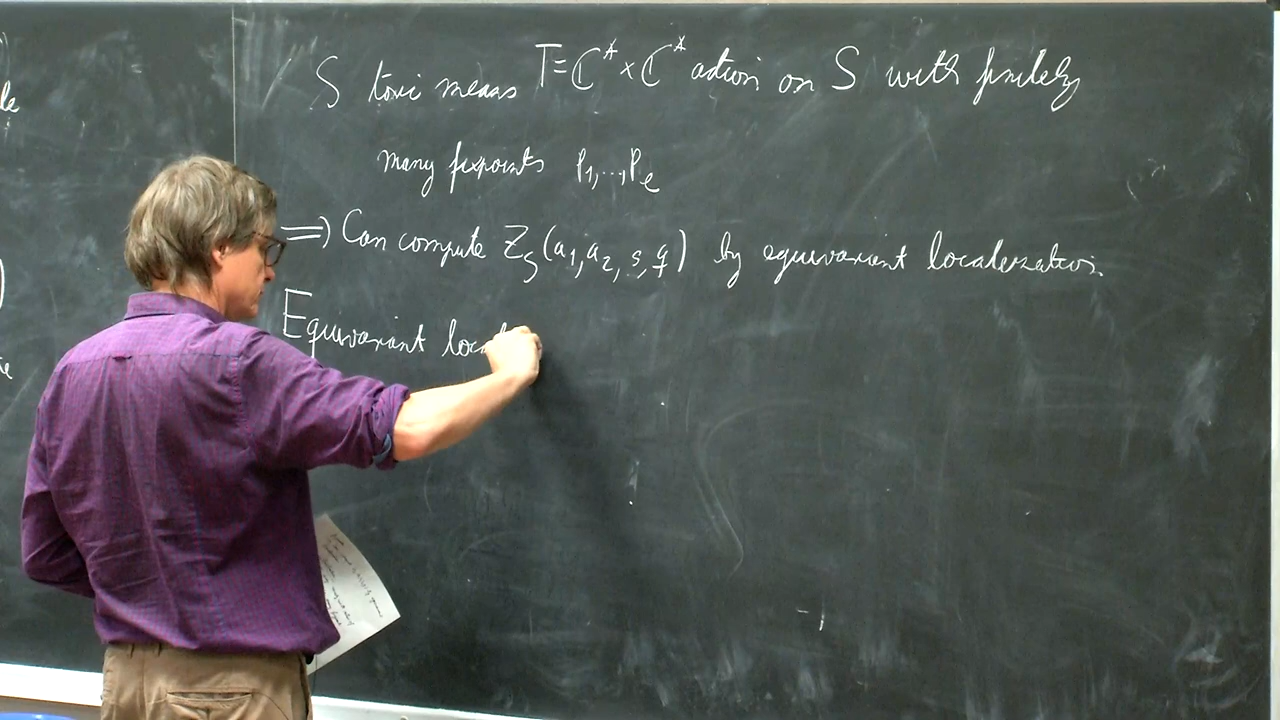 S toric means T=ℂ*×ℂ* action on S with finitely
many fixpoints p₁,...,pₑ
⇒ Can compute Z_S(a₁,a₂,s,q) by equivariant localization
Equivariant loc